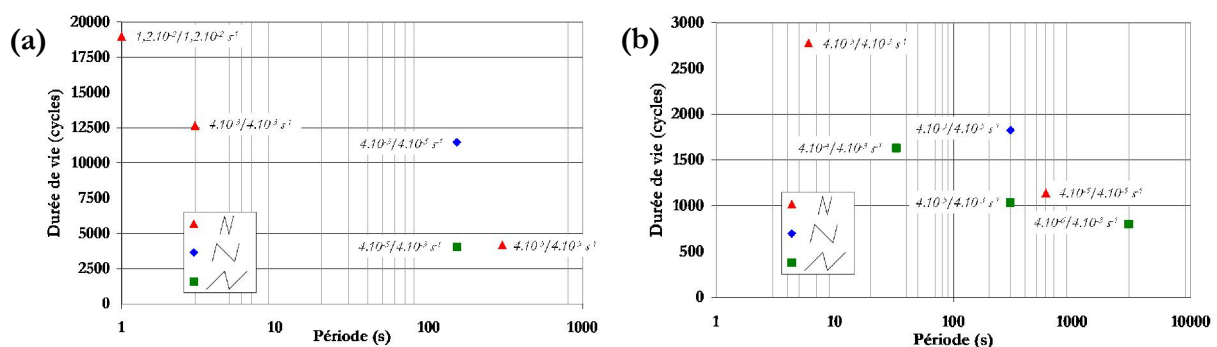 (a)
Durée de vie (cycles)
20000
17500
15000
12500
10000
7500
5000
2500
0
1,2.10⁻²/1,2.10⁻² s⁻¹
4.10⁻³/4.10⁻³ s⁻¹
4.10⁻³/4.10⁻⁵ s⁻¹
4.10⁻⁵/4.10⁻³ s⁻¹
4.10⁻⁵/4.10⁻⁵ s⁻¹
1 10 100 1000
Période (s)
(b)
Durée de vie (cycles)
3000
2500
2000
1500
1000
500
0
4.10⁻³/4.10⁻³ s⁻¹
4.10⁻⁴/4.10⁻³ s⁻¹
4.10⁻³/4.10⁻⁵ s⁻¹
4.10⁻⁵/4.10⁻³ s⁻¹
4.10⁻⁵/4.10⁻⁵ s⁻¹
4.10⁻⁶/4.10⁻³ s⁻¹
1 10 100 1000 10000
Période (s)